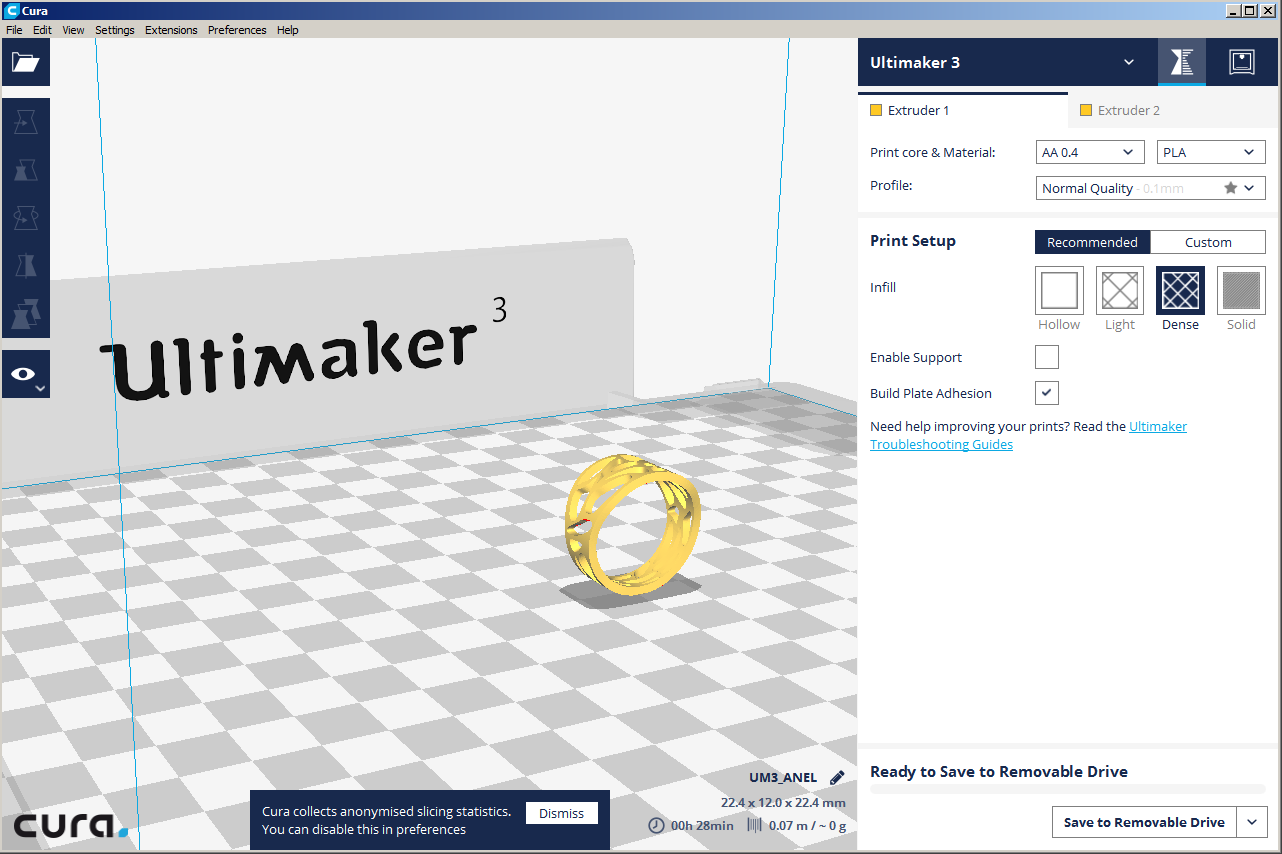 Cura
File Edit View Settings Extensions Preferences Help
Ultimaker 3
Extruder 1
Extruder 2
Print core & Material:
AA 0.4
PLA
Profile:
Normal Quality - 0.1mm
Print Setup
Recommended
Custom
Infill
Hollow
Light
Dense
Solid
Enable Support
Build Plate Adhesion
Need help improving your prints? Read the Ultimaker
Troubleshooting Guides
Ultimaker 3
UM3_ANEL
22.4 x 12.0 x 22.4 mm
00h 28min
0.07 m / ~ 0 g
cura.
Cura collects anonymised slicing statistics.
You can disable this in preferences
Dismiss
Ready to Save to Removable Drive
Save to Removable Drive